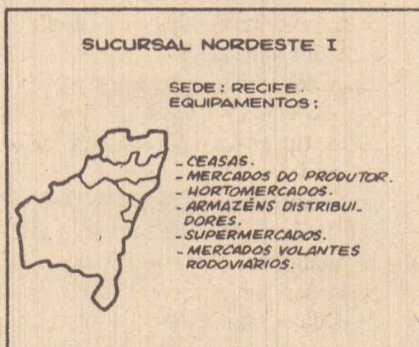 SUCURSAL NORDESTE I
SEDE: RECIFE.
EQUIPAMENTOS:
- CEASAS.
- MERCADOS DO PRODUTOR.
- HORTOMERCADOS.
- ARMAZÉNS DISTRIBUI-
DORES.
- SUPERMERCADOS.
- MERCADOS VOLANTES
RODOVIÁRIOS.